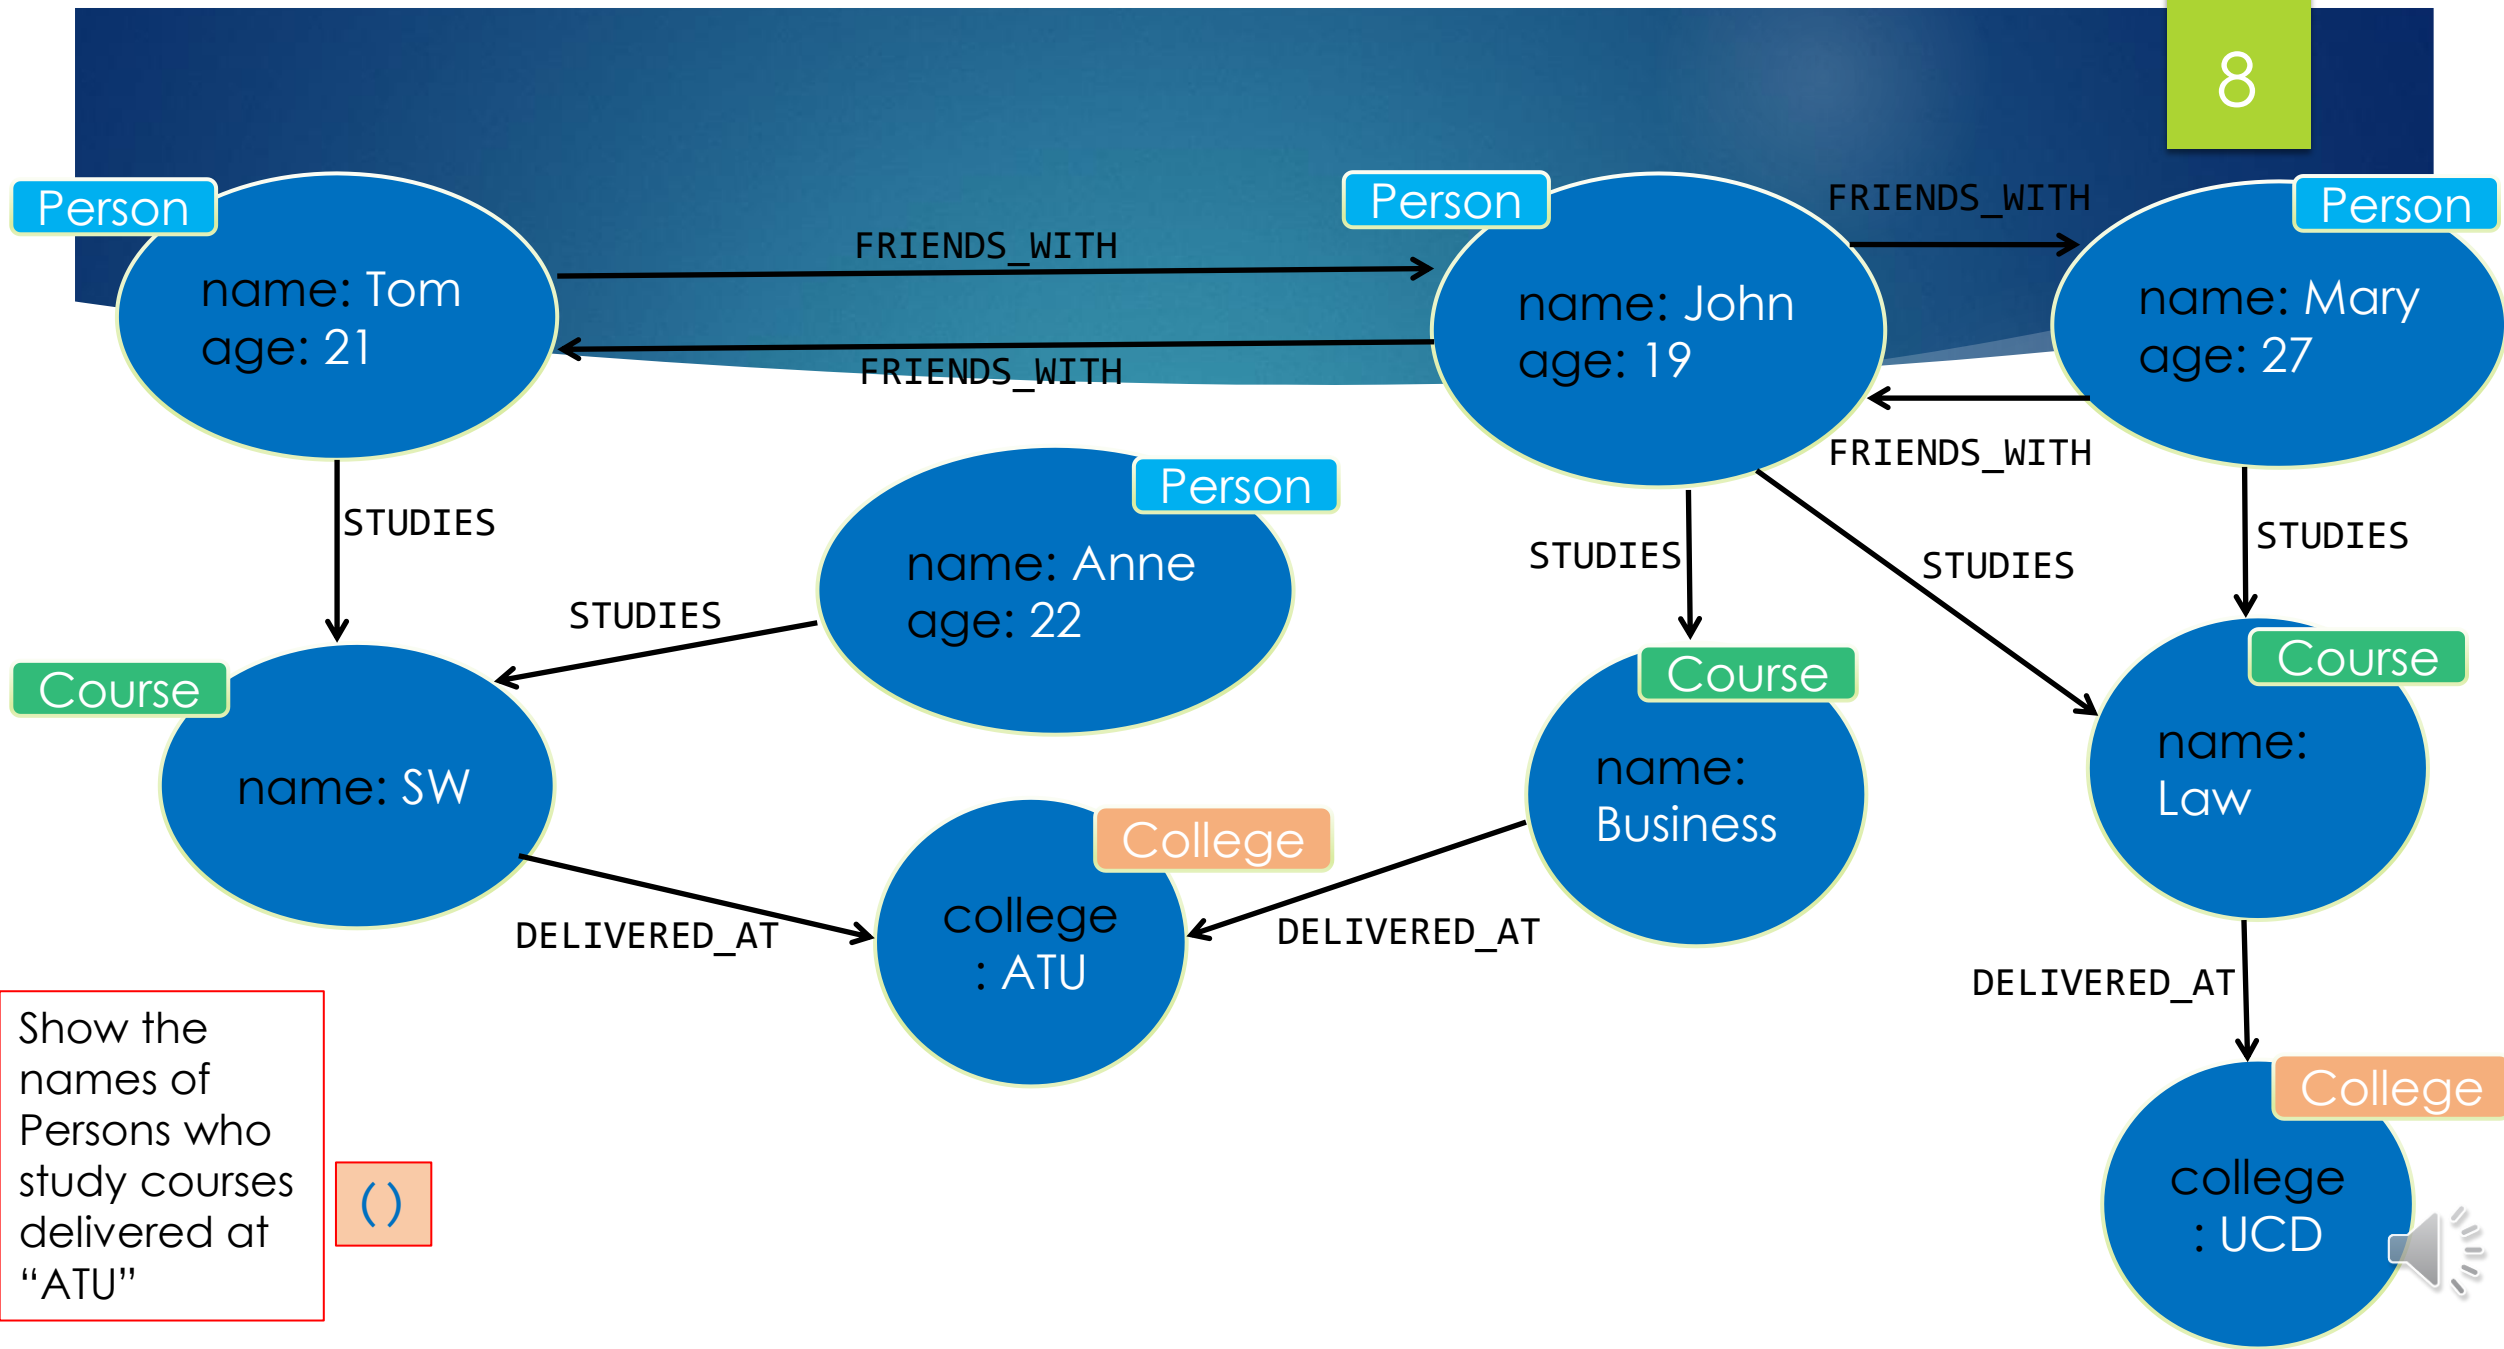 8
Person
name: Tom
age: 21
FRIENDS_WITH
FRIENDS_WITH
Person
name: John
age: 19
FRIENDS_WITH
FRIENDS_WITH
Person
name: Mary
age: 27
STUDIES
Person
name: Anne
age: 22
STUDIES
STUDIES
STUDIES
STUDIES
Course
name: SW
Course
name:
Business
Course
name:
Law
College
college
: ATU
DELIVERED_AT
DELIVERED_AT
DELIVERED_AT
College
college
: UCD
Show the
names of
Persons who
study courses
delivered at
“ATU”
()